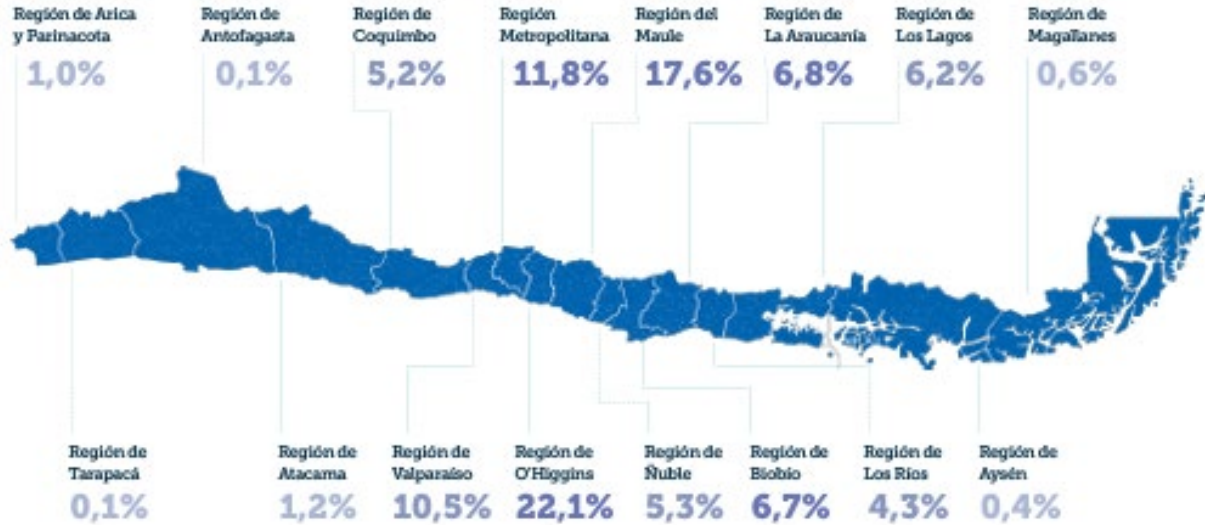 Región de Arica
y Parinacota
1,0%
Región de
Antofagasta
0,1%
Región de
Coquimbo
5,2%
Región
Metropolitana
11,8%
Región del
Maule
17,6%
Región de
La Araucanía
6,8%
Región de
Los Lagos
6,2%
Región de
Magallanes
0,6%
Región de
Tarapacá
0,1%
Región de
Atacama
1,2%
Región de
Valparaíso
10,5%
Región de
O'Higgins
22,1%
Región de
Ñuble
5,3%
Región de
Biobío
6,7%
Región de
Los Ríos
4,3%
Región de
Aysén
0,4%